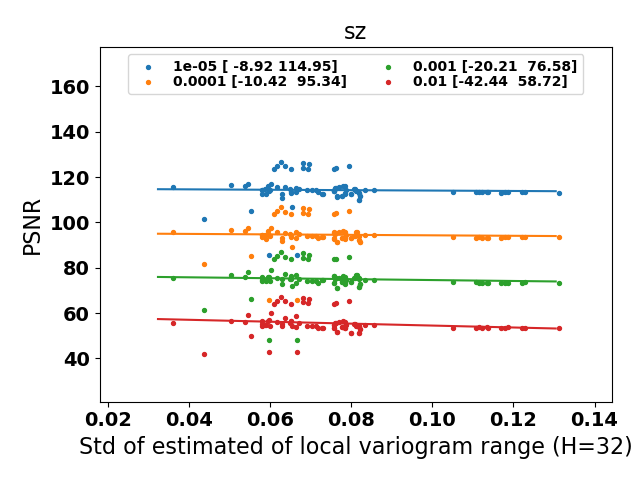 sz
1e-05 [ -8.92 114.95]
0.0001 [-10.42  95.34]
0.001 [-20.21  76.58]
0.01 [-42.44  58.72]
PSNR
160
140
120
100
80
60
40
0.02 0.04 0.06 0.08 0.10 0.12 0.14
Std of estimated of local variogram range (H=32)